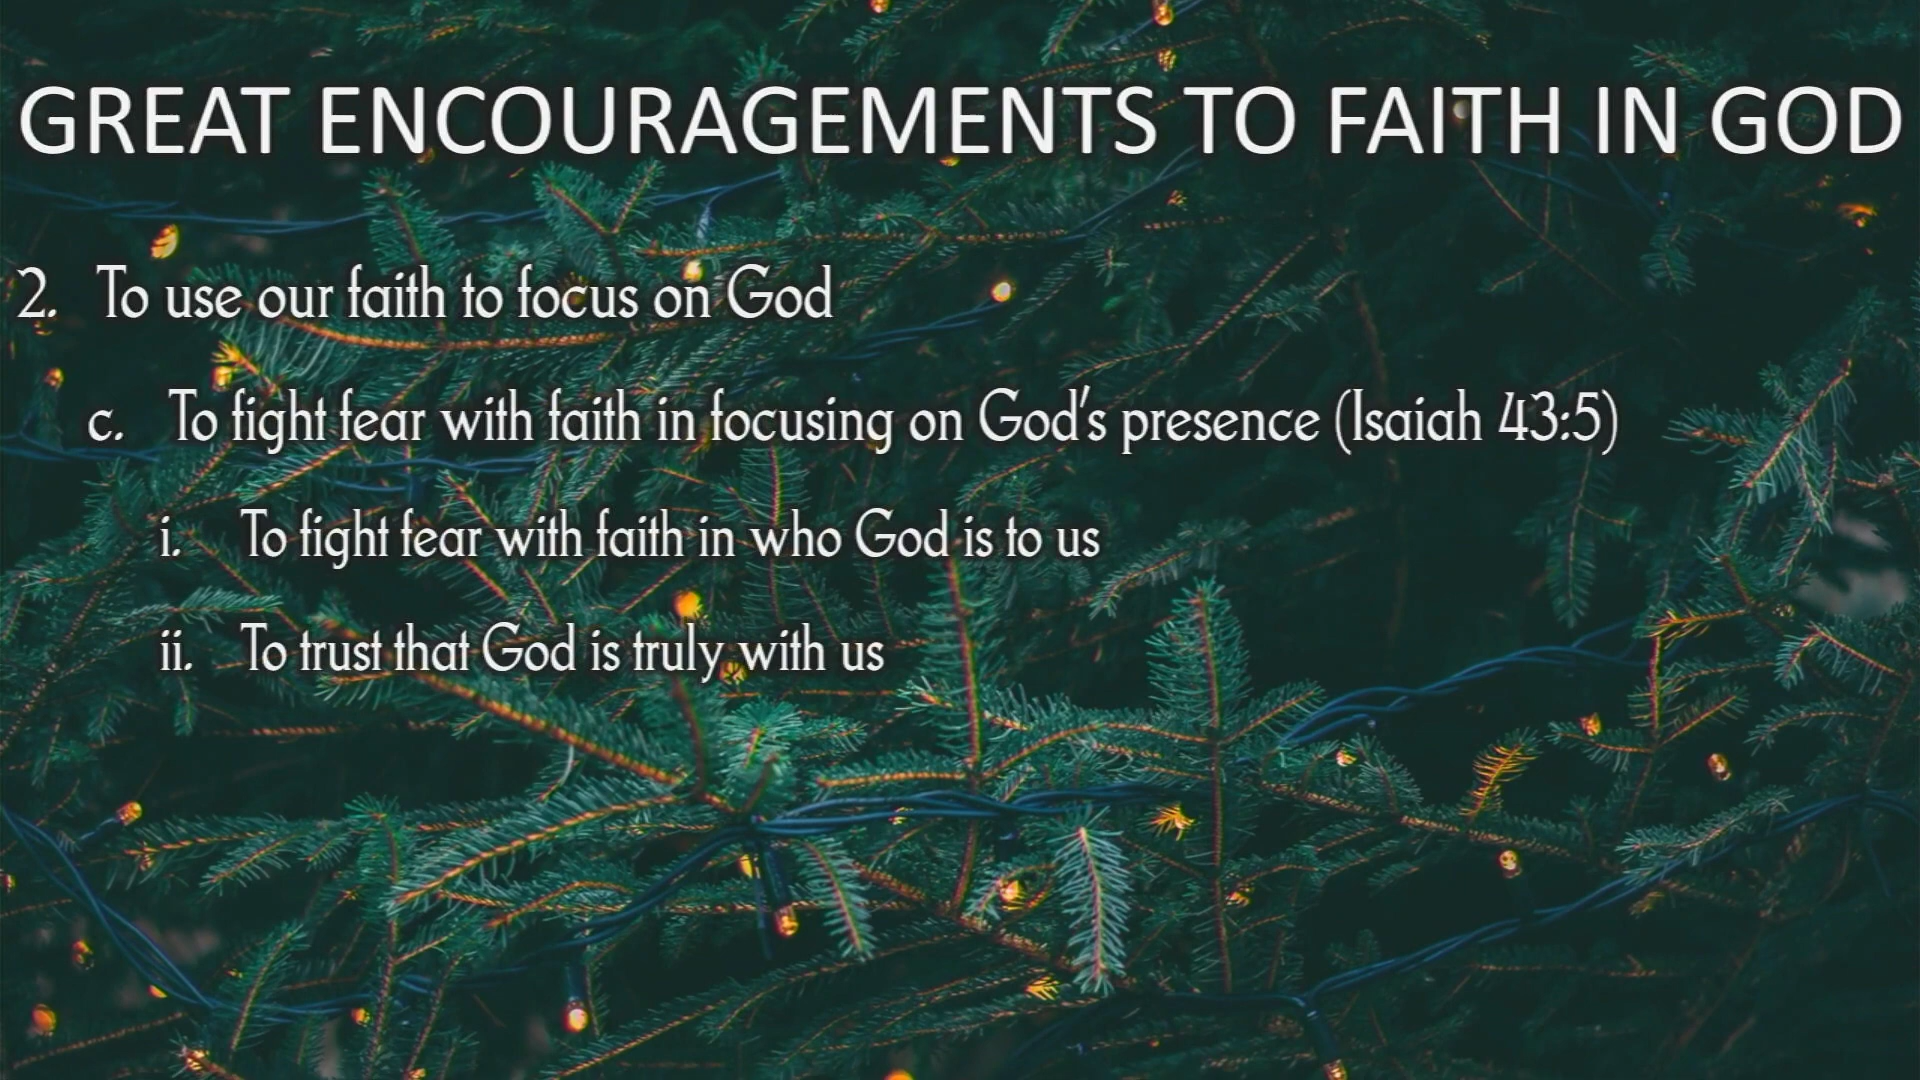 GREAT ENCOURAGEMENTS TO FAITH IN GOD
2. To use our faith to focus on God
c. To fight fear with faith in focusing on God's presence (Isaiah 43:5)
i. To fight fear with faith in who God is to us
ii. To trust that God is truly with us